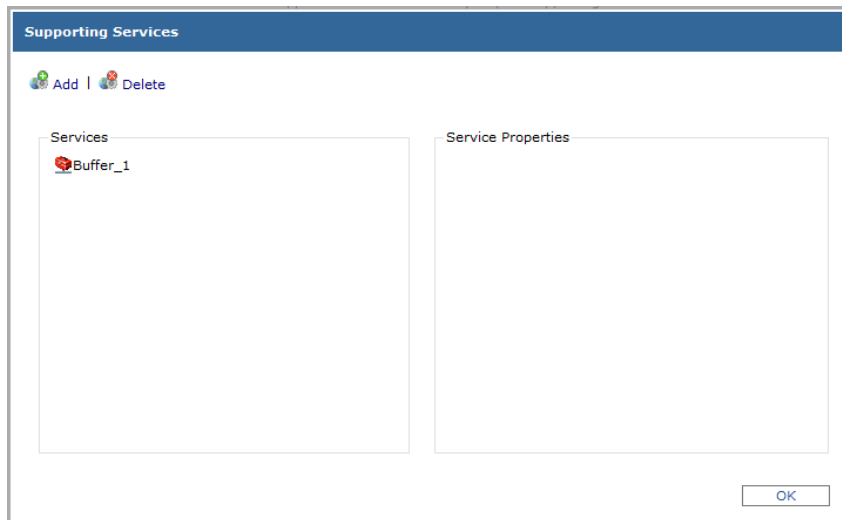 Supporting Services
Add | Delete
Services
Service Properties
Buffer_1
OK